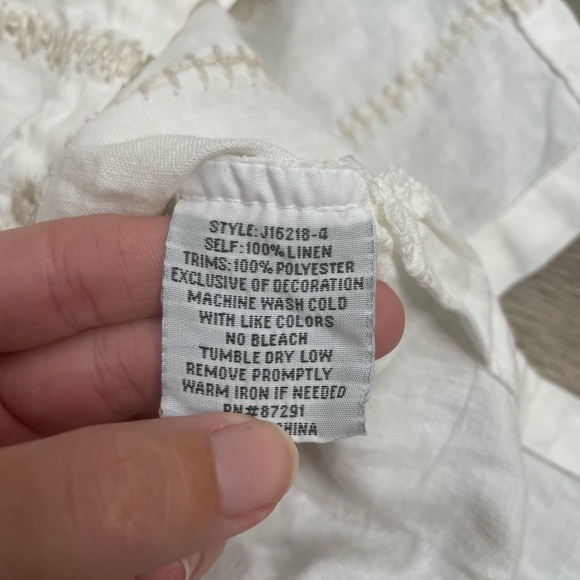 STYLE: J16218-4
SELF: 100% LINEN
TRIMS: 100% POLYESTER
EXCLUSIVE OF DECORATION
MACHINE WASH COLD
WITH LIKE COLORS
NO BLEACH
TUMBLE DRY LOW
REMOVE PROMPTLY
WARM IRON IF NEEDED
RN#87291
CHINA